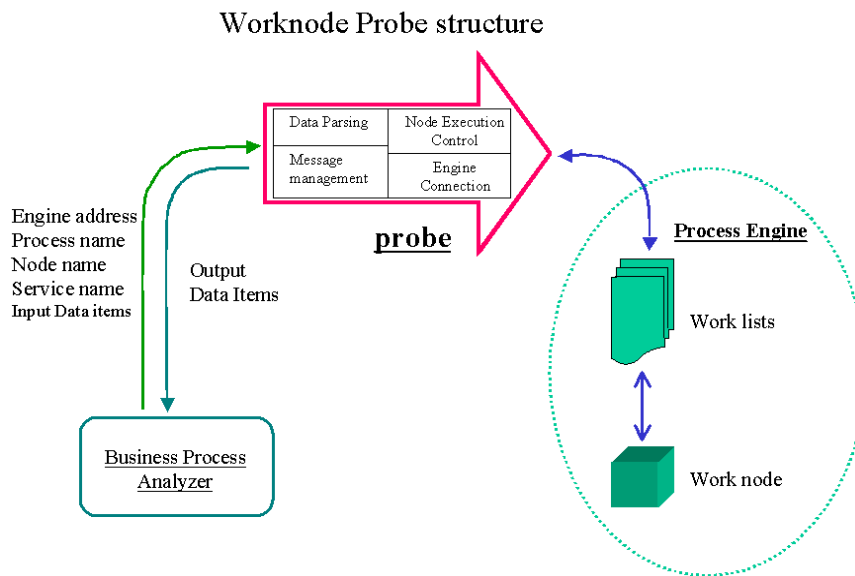 Worknode Probe structure
Data Parsing
Node Execution
Control
Message
management
Engine
Connection
probe
Engine address
Process name
Node name
Service name
Input Data items
Output
Data Items
Business Process
Analyzer
Process Engine
Work lists
Work node